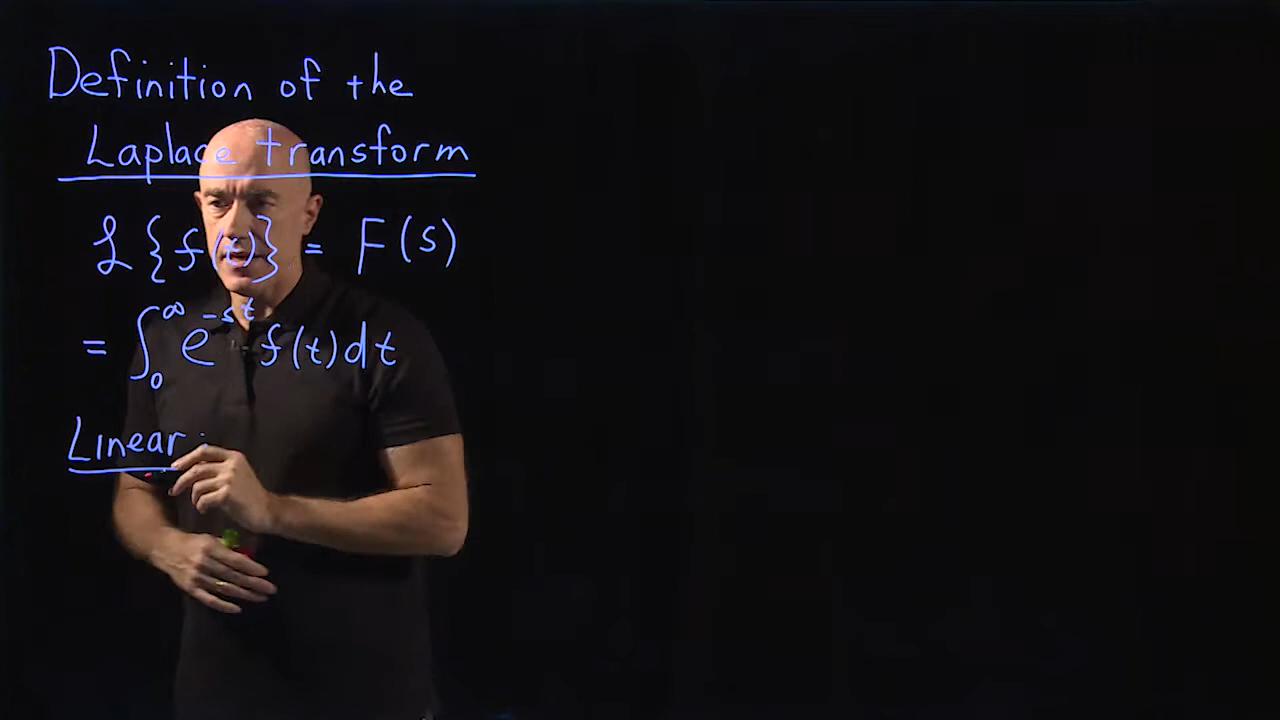 Definition of the
Laplace transform
ℒ{f(t)} = F(s)
= ∫₀^∞ e^{-st} f(t)dt
Linear: